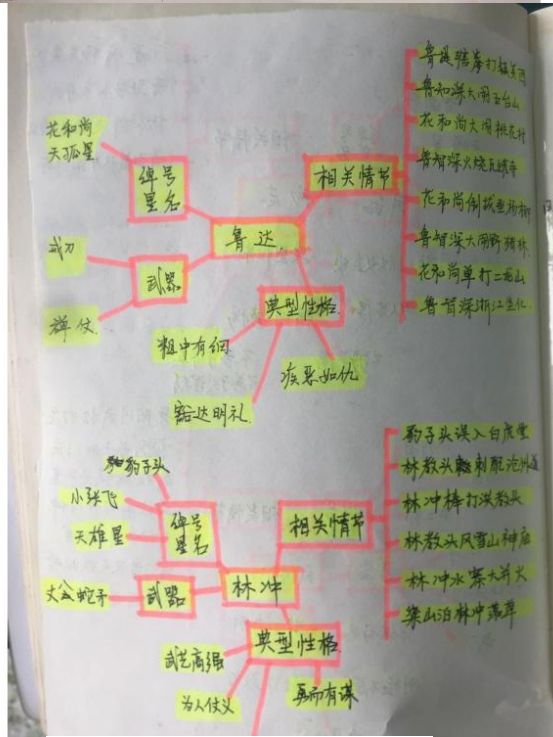 鲁提辖拳打镇关西
鲁智深大闹五台山
花和尚大闹桃花村
鲁智深火烧瓦罐寺
花和尚倒拔垂杨柳
鲁智深大闹野猪林
花和尚单打二龙山
鲁智深浙江坐化
相关情节
花和尚
天孤星
绰号
星名
鲁达
戒刀
禅仗
武器
典型性格
粗中有细
豁达明礼
疾恶如仇
豹子头误入白虎堂
林教头刺配沧州道
林冲棒打洪教头
林教头风雪山神庙
林冲水寨大并火
梁山泊林冲落草
相关情节
豹子头
小张飞
天雄星
绰号
星名
林冲
丈八蛇矛
武器
典型性格
武艺高强
为人仗义
勇而有谋